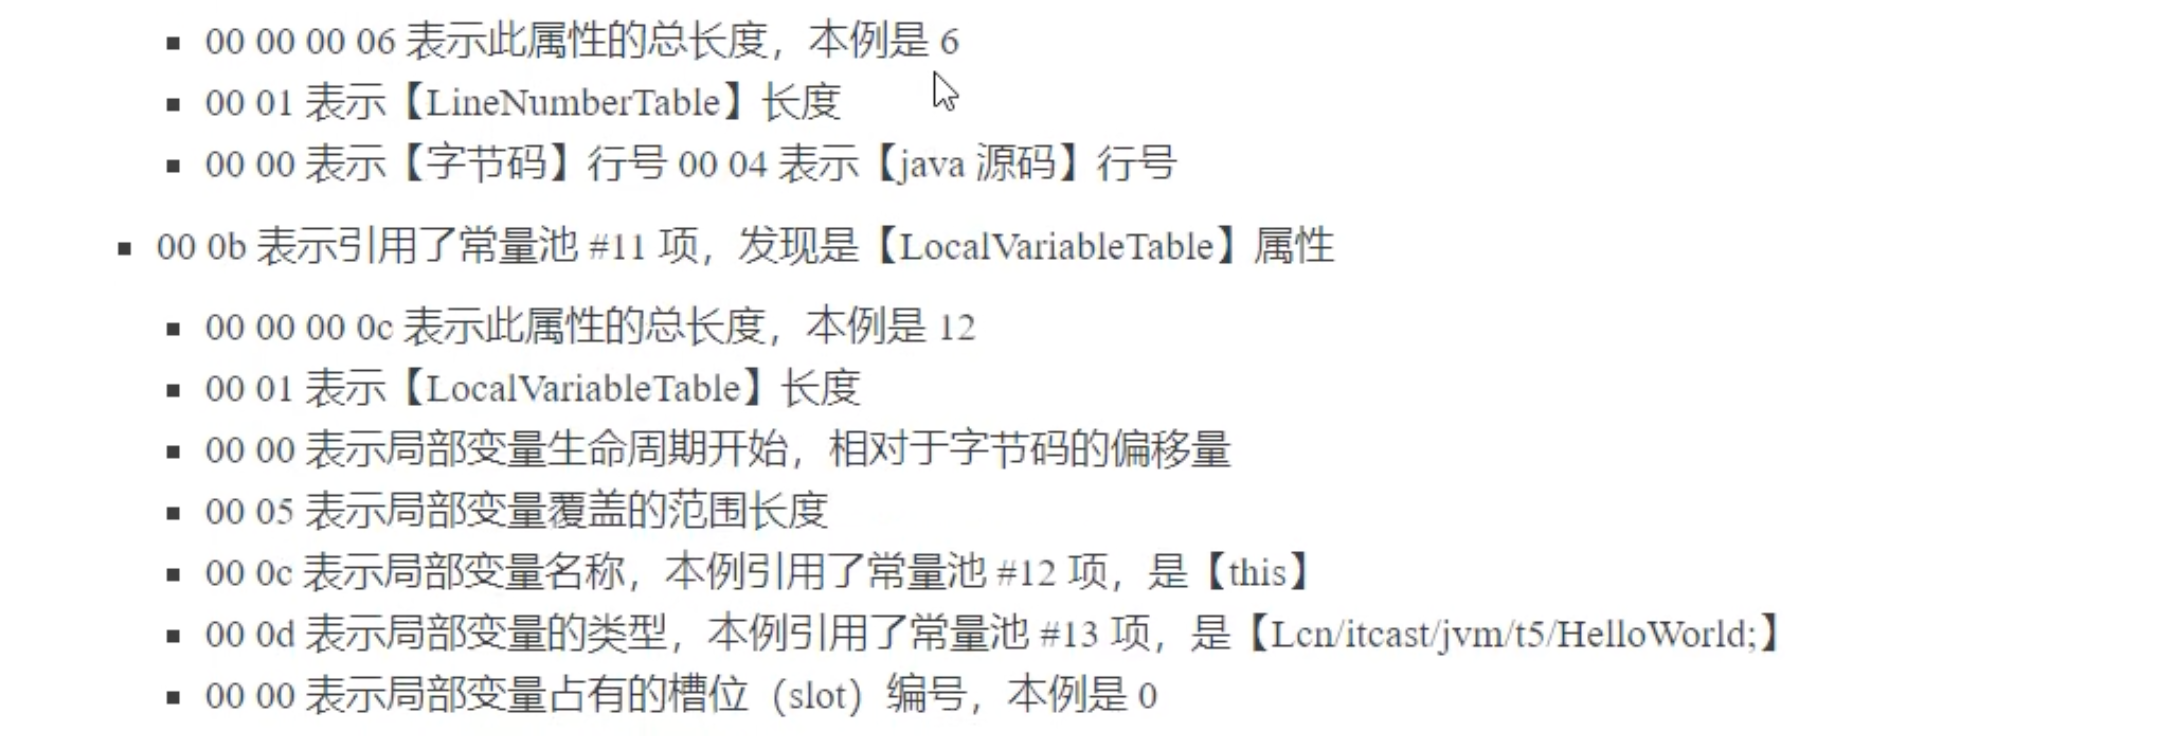 00 00 00 06 表示此属性的总长度，本例是 6
00 01 表示【LineNumberTable】长度
00 00 表示【字节码】行号 00 04 表示【java 源码】行号
00 0b 表示引用了常量池 #11 项，发现是【LocalVariableTable】属性
00 00 00 0c 表示此属性的总长度，本例是 12
00 01 表示【LocalVariableTable】长度
00 00 表示局部变量生命周期开始，相对于字节码的偏移量
00 05 表示局部变量覆盖的范围长度
00 0c 表示局部变量名称，本例引用了常量池 #12 项，是【this】
00 0d 表示局部变量的类型，本例引用了常量池 #13 项，是【Lcn/itcast/jvm/t5/HelloWorld;】
00 00 表示局部变量占有的槽位（slot）编号，本例是 0